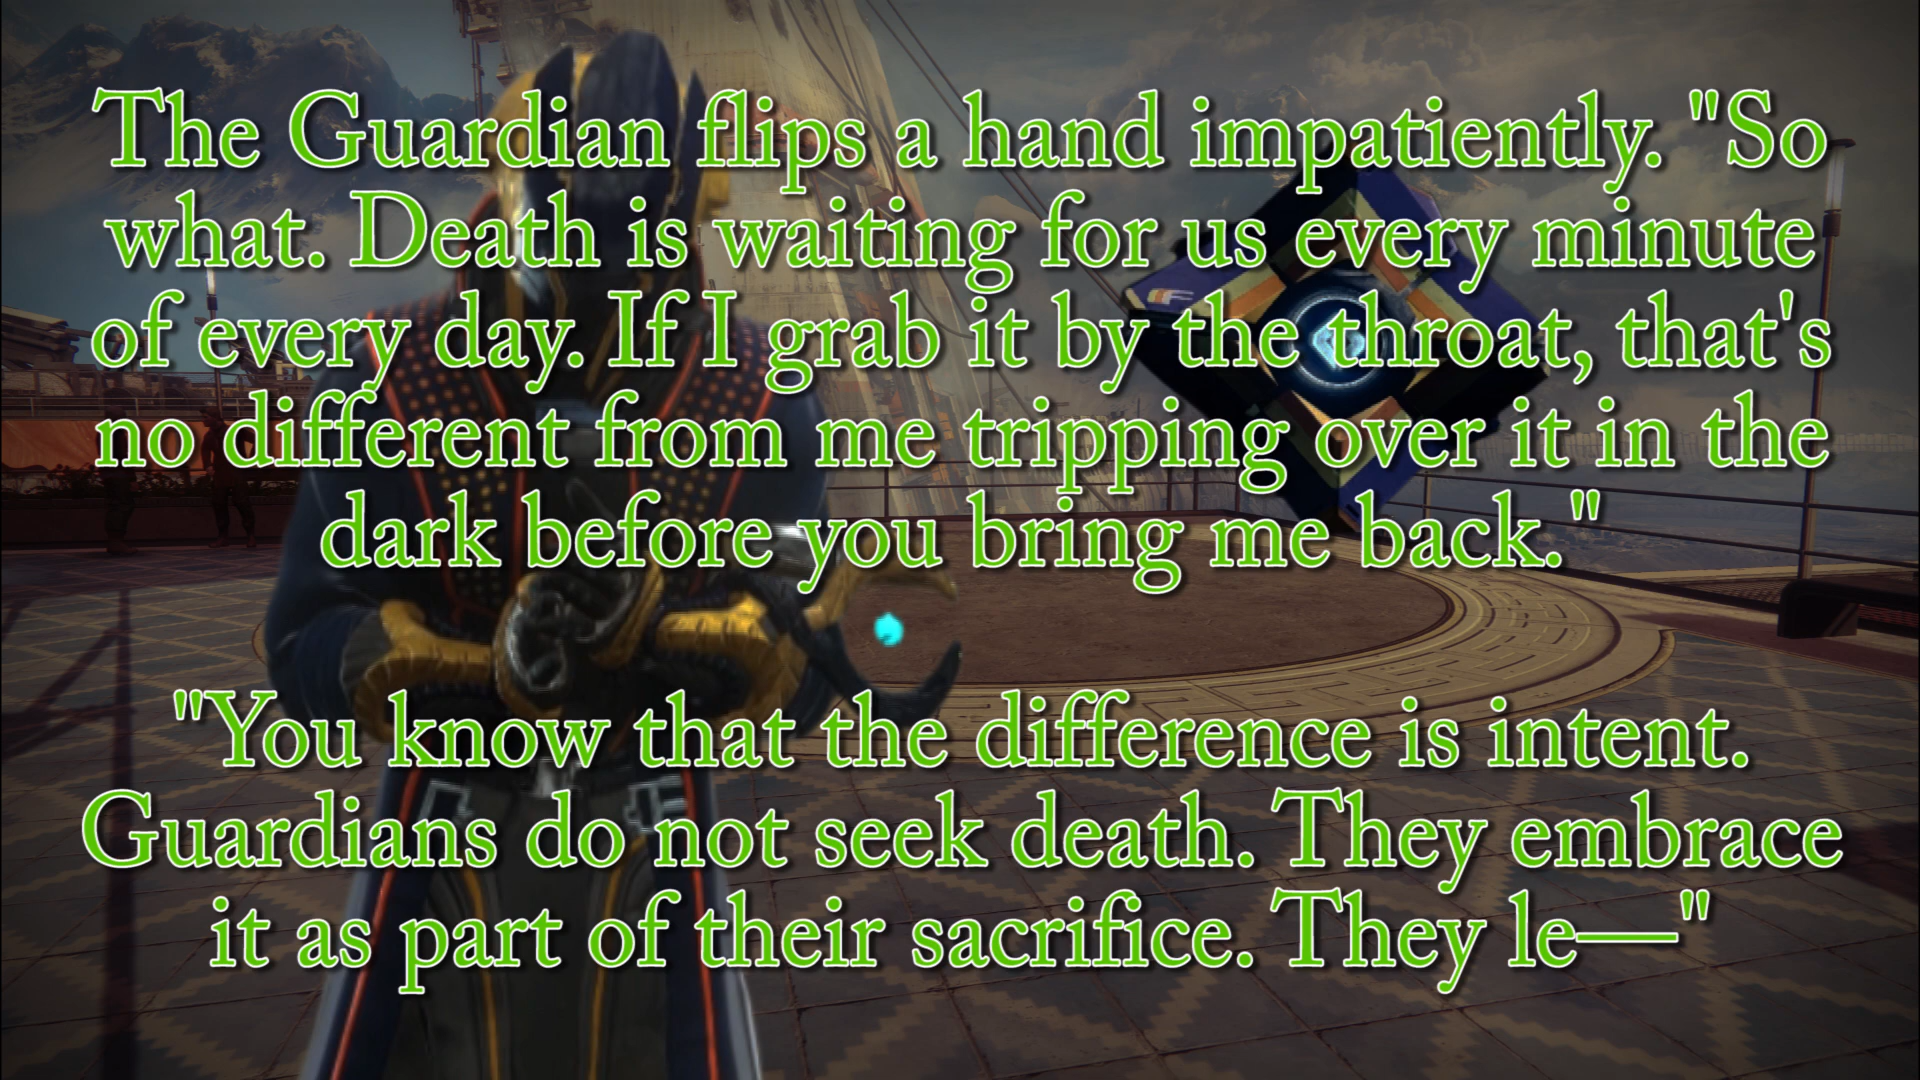 The Guardian flips a hand impatiently. "So
what. Death is waiting for us every minute
of every day. If I grab it by the throat, that's
no different from me tripping over it in the
dark before you bring me back."
"You know that the difference is intent.
Guardians do not seek death. They embrace
it as part of their sacrifice. They le—"